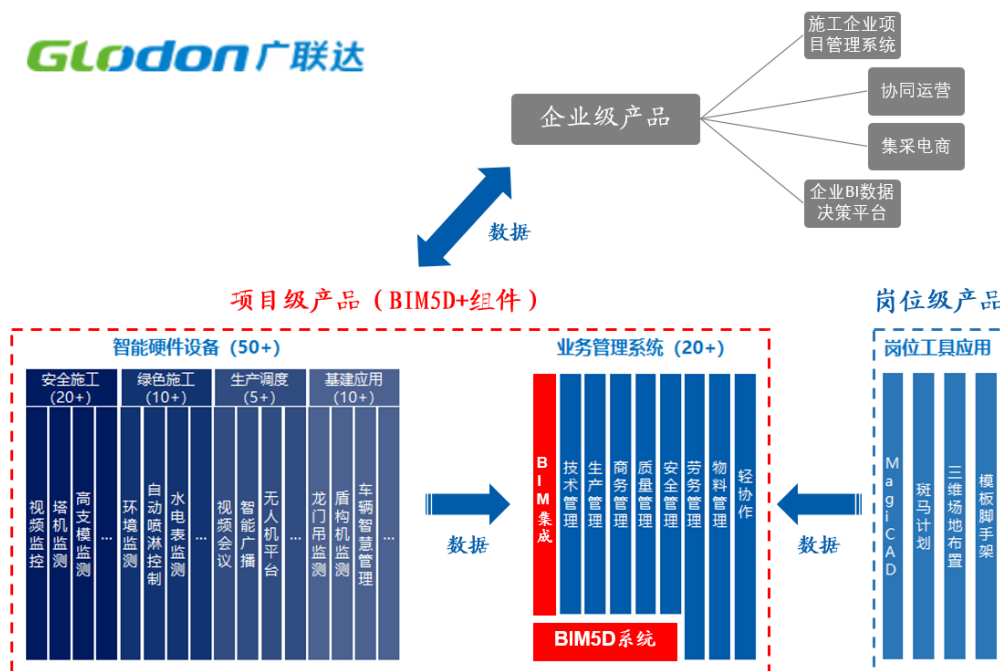 GLodon广联达
施工企业项
目管理系统
协同运营
企业级产品
集采电商
企业BI数据
决策平台
数据
项目级产品（BIM5D+组件）
岗位级产品
智能硬件设备（50+）
业务管理系统（20+）
岗位工具应用
安全施工
（20+）
绿色施工
（10+）
生产调度
（5+）
基建应用
（10+）
视频监控
塔机监测
高支模监测
...
环境监测
自动喷淋控制
水电表监测
...
视频会议
智能广播
无人机平台
...
龙门吊监测
盾构机监测
车辆智慧管理
...
数据
BIM集成
技术管理
生产管理
商务管理
质量管理
安全管理
劳务管理
物料管理
轻协作
BIM5D系统
数据
MagiCAD
斑马计划
三维场地布置
模板脚手架